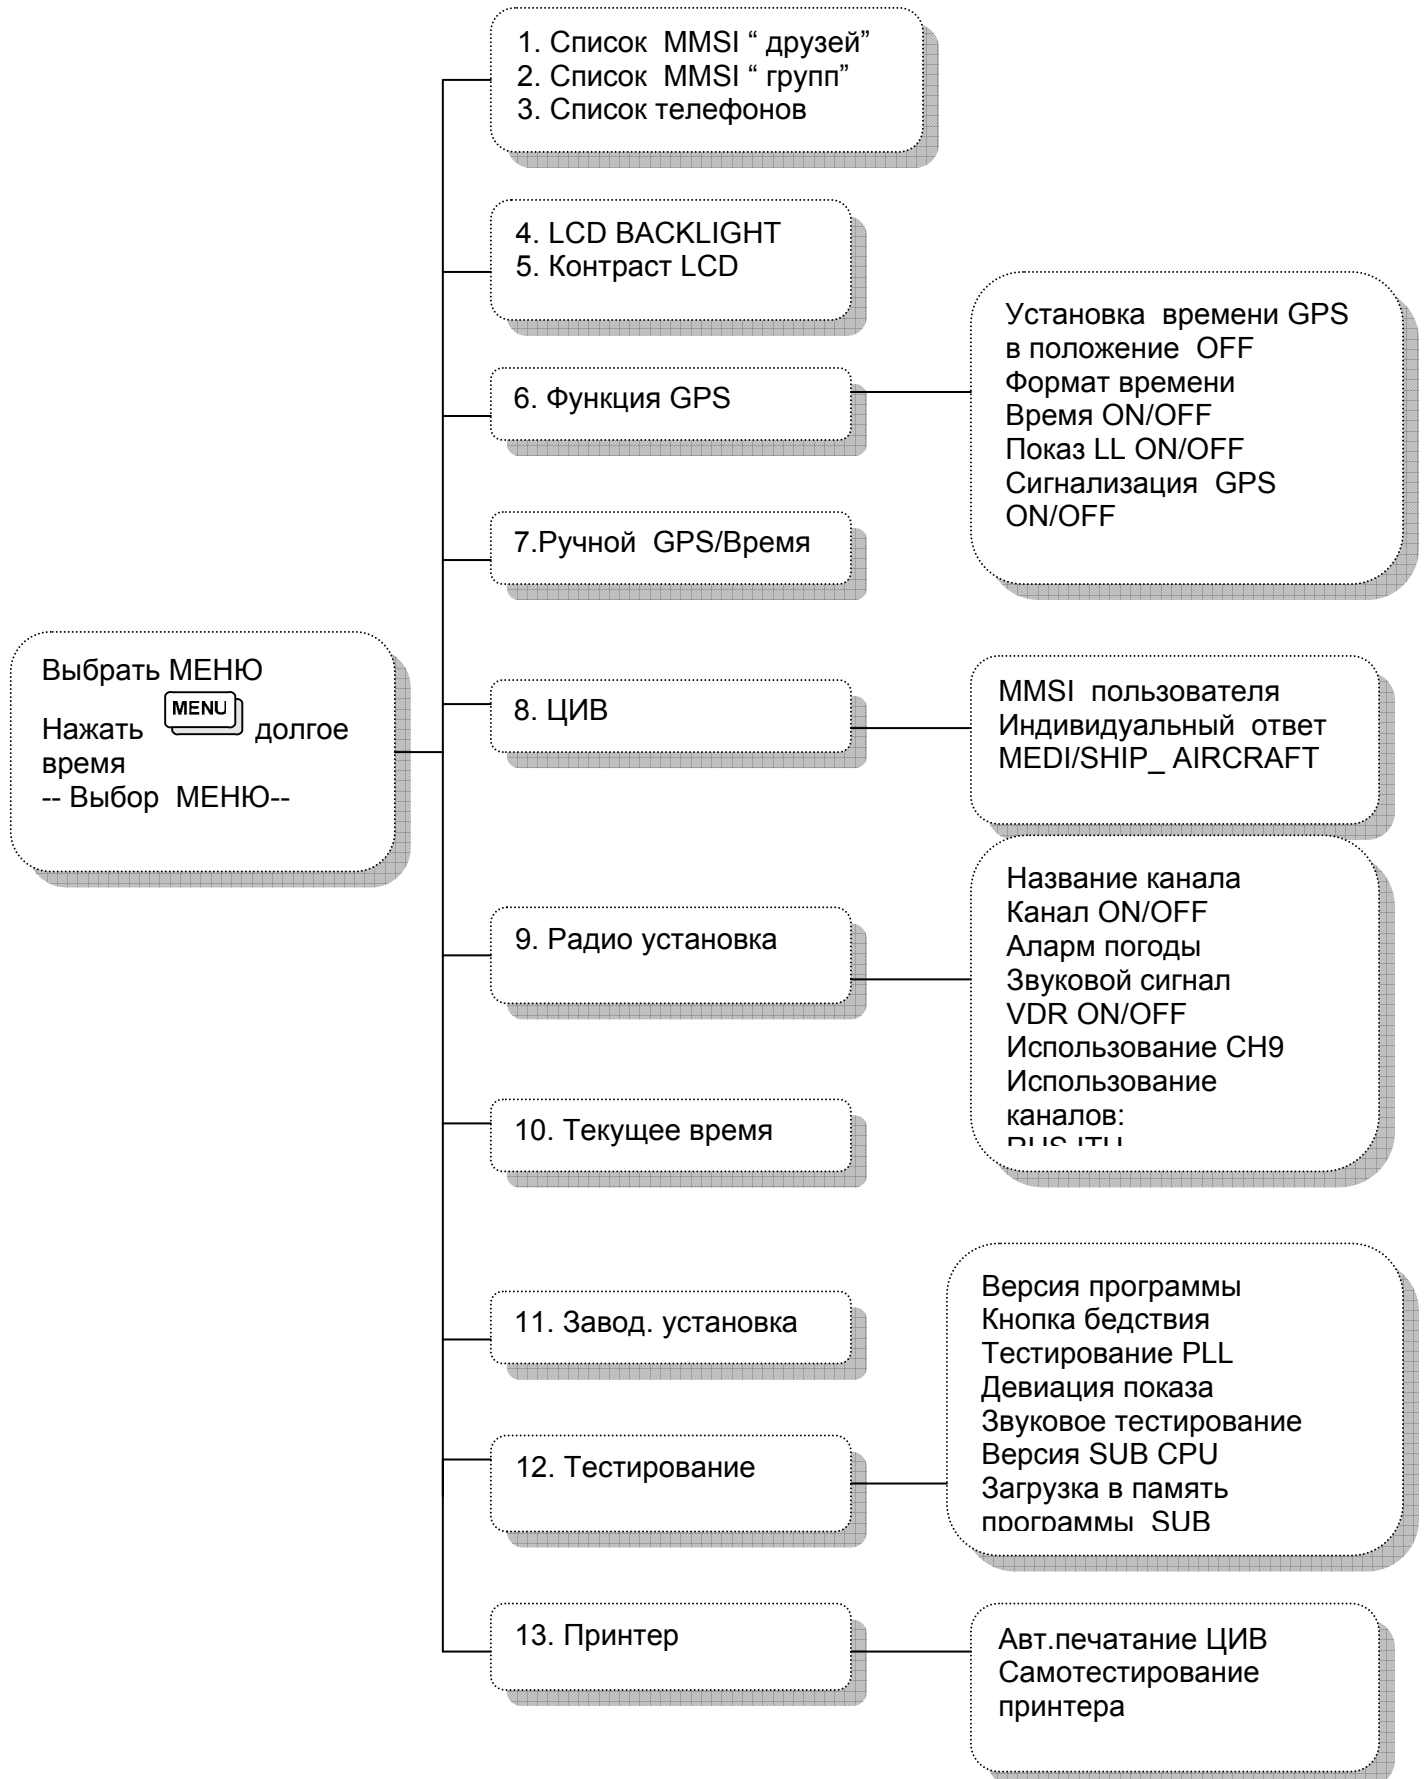 1. Список MMSI “ друзей”
2. Список MMSI “ групп”
3. Список телефонов
4. LCD BACKLIGHT
5. Контраст LCD
6. Функция GPS
Установка времени GPS
в положение OFF
Формат времени
Время ON/OFF
Показ LL ON/OFF
Сигнализация GPS
ON/OFF
7.Ручной GPS/Время
Выбрать МЕНЮ
Нажать MENU долгое
время
-- Выбор МЕНЮ--
8. ЦИВ
MMSI пользователя
Индивидуальный ответ
MEDI/SHIP_ AIRCRAFT
9. Радио установка
Название канала
Канал ON/OFF
Аларм погоды
Звуковой сигнал
VDR ON/OFF
Использование CH9
Использование
каналов:
RUS ITU
10. Текущее время
11. Завод. установка
12. Тестирование
Версия программы
Кнопка бедствия
Тестирование PLL
Девиация показа
Звуковое тестирование
Версия SUB CPU
Загрузка в память
программы SUB
13. Принтер
Авт.печатание ЦИВ
Самотестирование
принтера